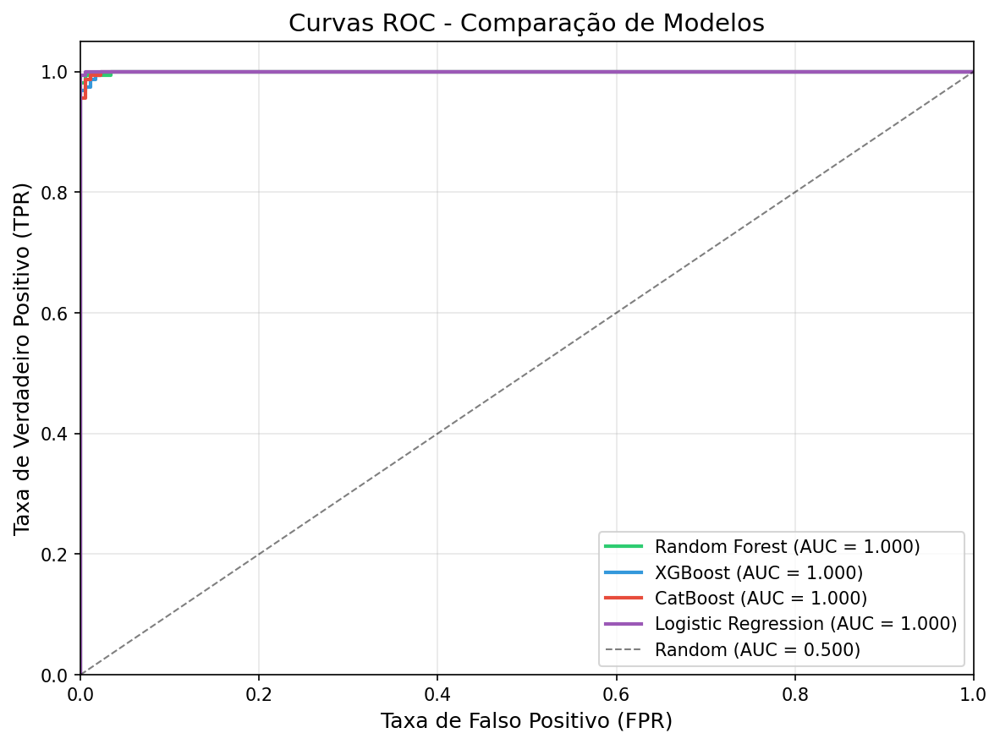 Curvas ROC - Comparação de Modelos
Taxa de Verdadeiro Positivo (TPR)
1.0
0.8
0.6
0.4
0.2
0.0
0.0 0.2 0.4 0.6 0.8 1.0
Taxa de Falso Positivo (FPR)
Random Forest (AUC = 1.000)
XGBoost (AUC = 1.000)
CatBoost (AUC = 1.000)
Logistic Regression (AUC = 1.000)
Random (AUC = 0.500)